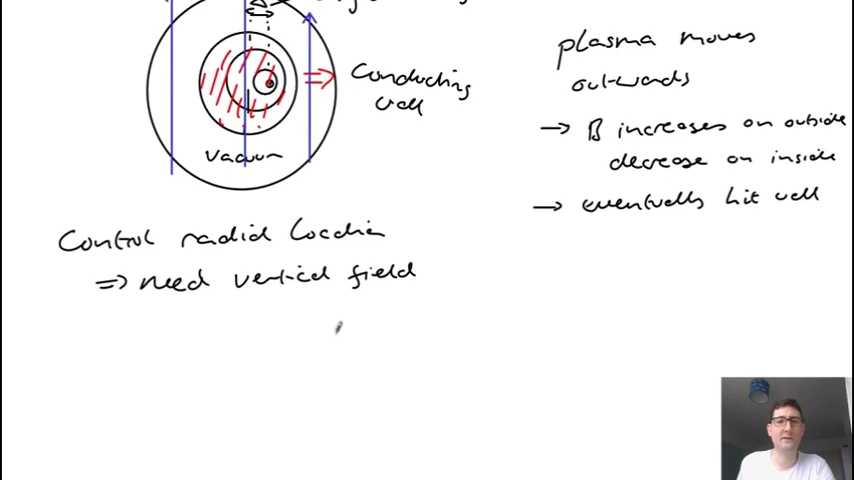 plasma moves
outwards
Conducting
wall
→ B increases on outside
decrease on inside
vacuum
→ eventually hit wall
Control radial location
⇒ need vertical field